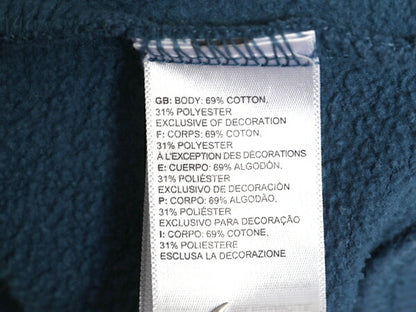 GB: BODY: 69% COTTON,
31% POLYESTER
EXCLUSIVE OF DECORATION
F: CORPS: 69% COTON,
31% POLYESTER
À L'EXCEPTION DES DÉCORATIONS
E: CUERPO: 69% ALGODÓN,
31% POLIÉSTER
EXCLUSIVO DE DECORACIÓN
P: CORPO: 69% ALGODÃO,
31% POLIÉSTER
EXCLUSIVO PARA DECORAÇÃO
I: CORPO: 69% COTONE,
31% POLIESTERE
ESCLUSA LA DECORAZIONE